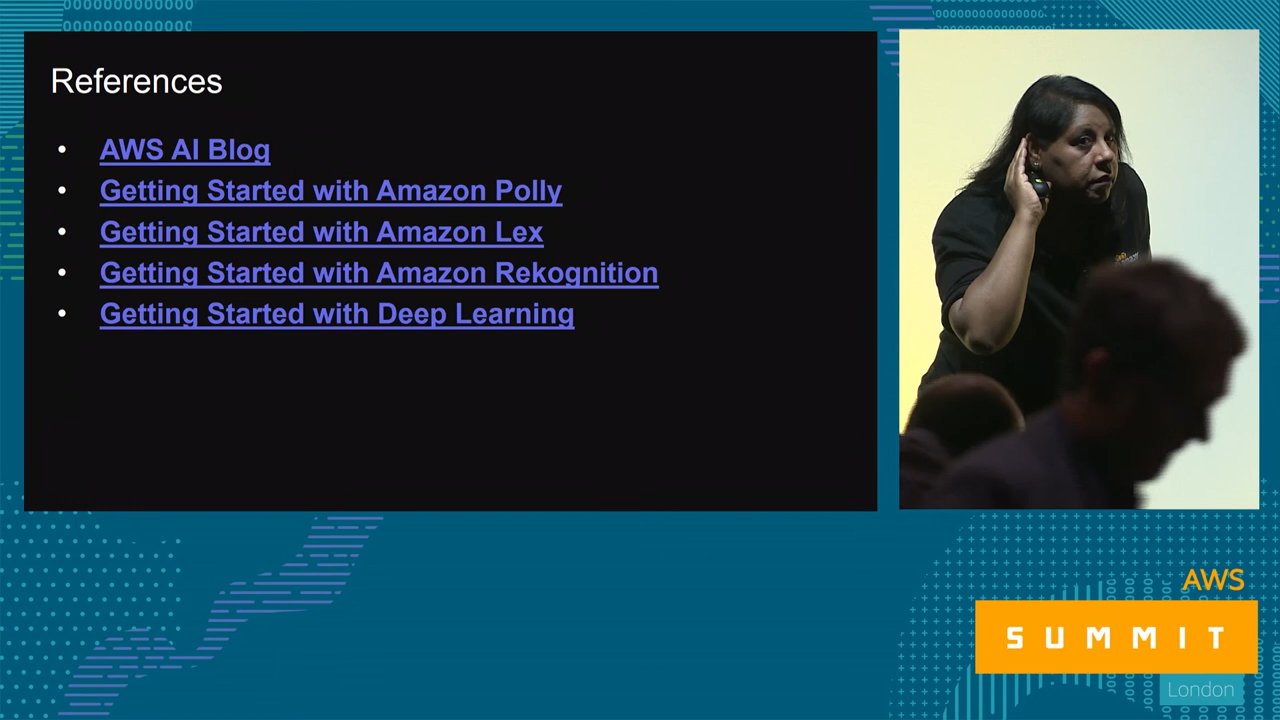 References
AWS AI Blog
Getting Started with Amazon Polly
Getting Started with Amazon Lex
Getting Started with Amazon Rekognition
Getting Started with Deep Learning
AWS
SUMMIT
London